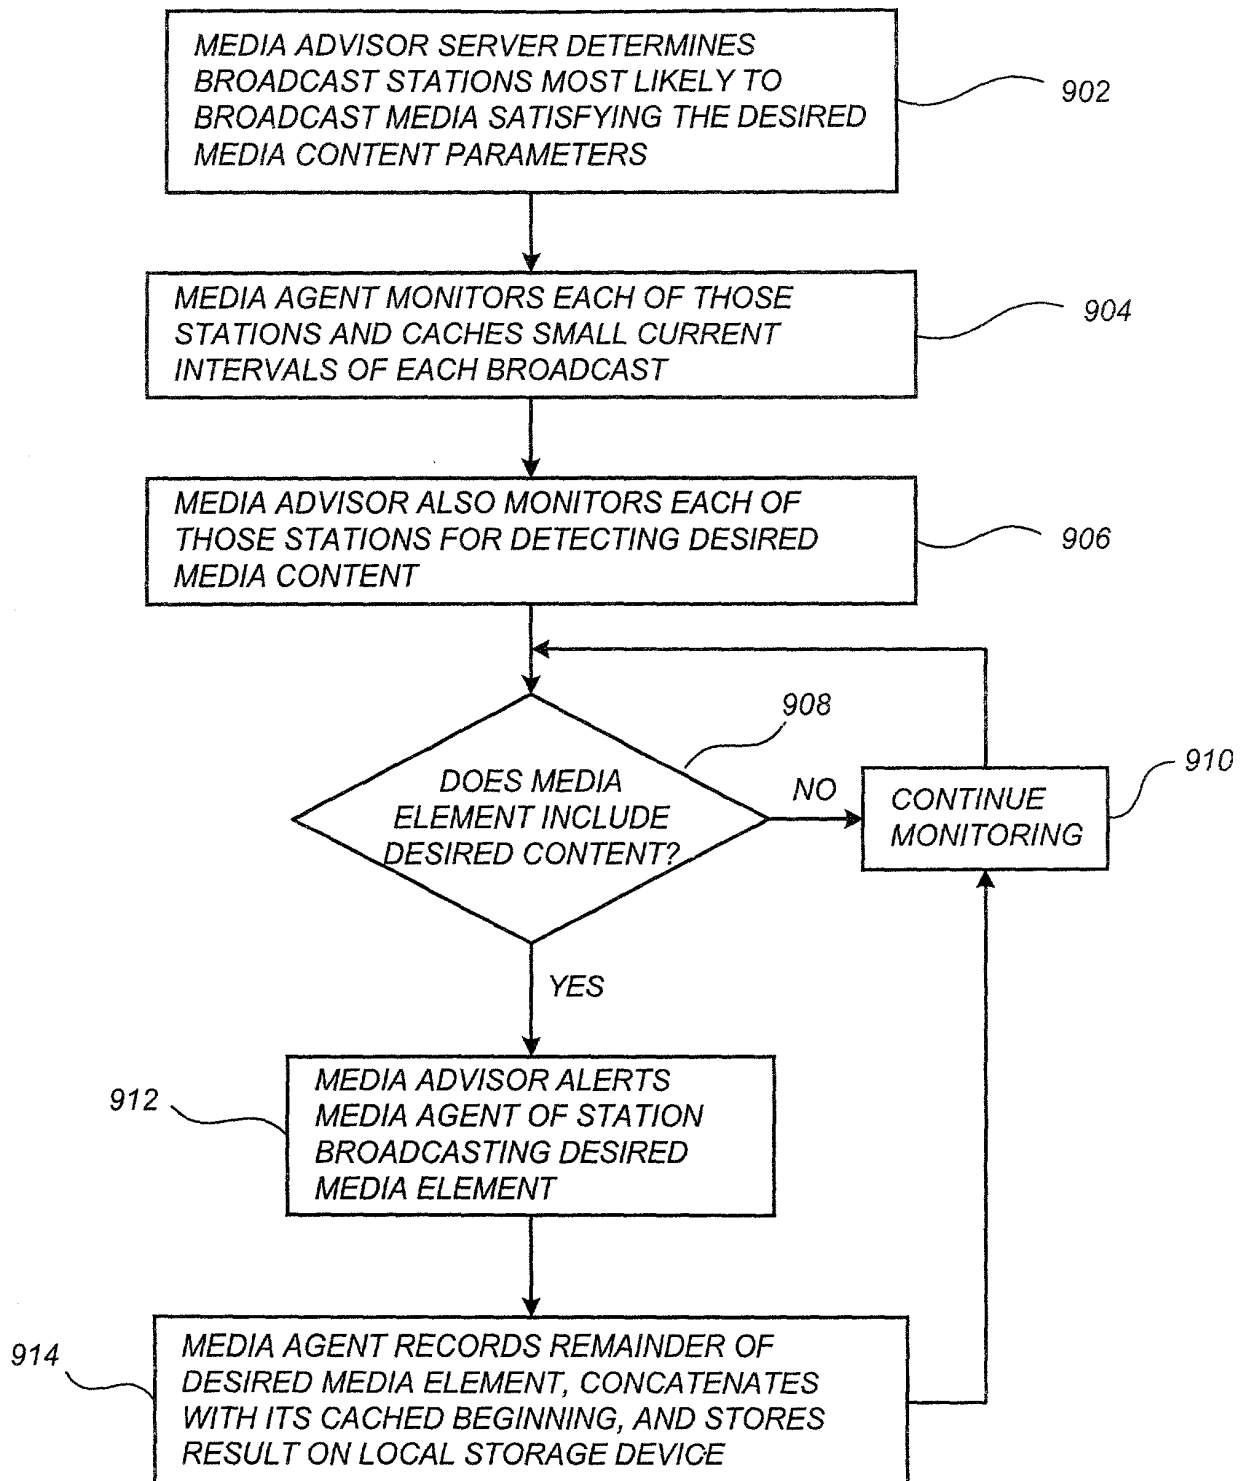 MEDIA ADVISOR SERVER DETERMINES
BROADCAST STATIONS MOST LIKELY TO
BROADCAST MEDIA SATISFYING THE DESIRED
MEDIA CONTENT PARAMETERS
902
MEDIA AGENT MONITORS EACH OF THOSE
STATIONS AND CACHES SMALL CURRENT
INTERVALS OF EACH BROADCAST
904
MEDIA ADVISOR ALSO MONITORS EACH OF
THOSE STATIONS FOR DETECTING DESIRED
MEDIA CONTENT
906
908
DOES MEDIA
ELEMENT INCLUDE
DESIRED CONTENT?
NO
CONTINUE
MONITORING
910
YES
912
MEDIA ADVISOR ALERTS
MEDIA AGENT OF STATION
BROADCASTING DESIRED
MEDIA ELEMENT
914
MEDIA AGENT RECORDS REMAINDER OF
DESIRED MEDIA ELEMENT, CONCATENATES
WITH ITS CACHED BEGINNING, AND STORES
RESULT ON LOCAL STORAGE DEVICE